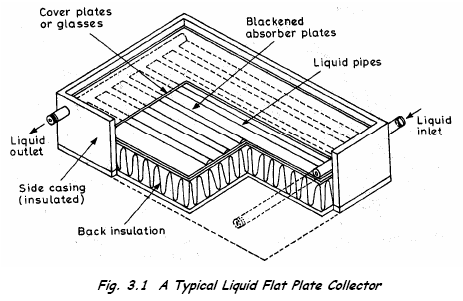 Cover plates
or glasses
Blackened
absorber plates
Liquid pipes
Liquid
inlet
Liquid
outlet
Side casing
(insulated)
Back insulation
Fig. 3.1 A Typical Liquid Flat Plate Collector